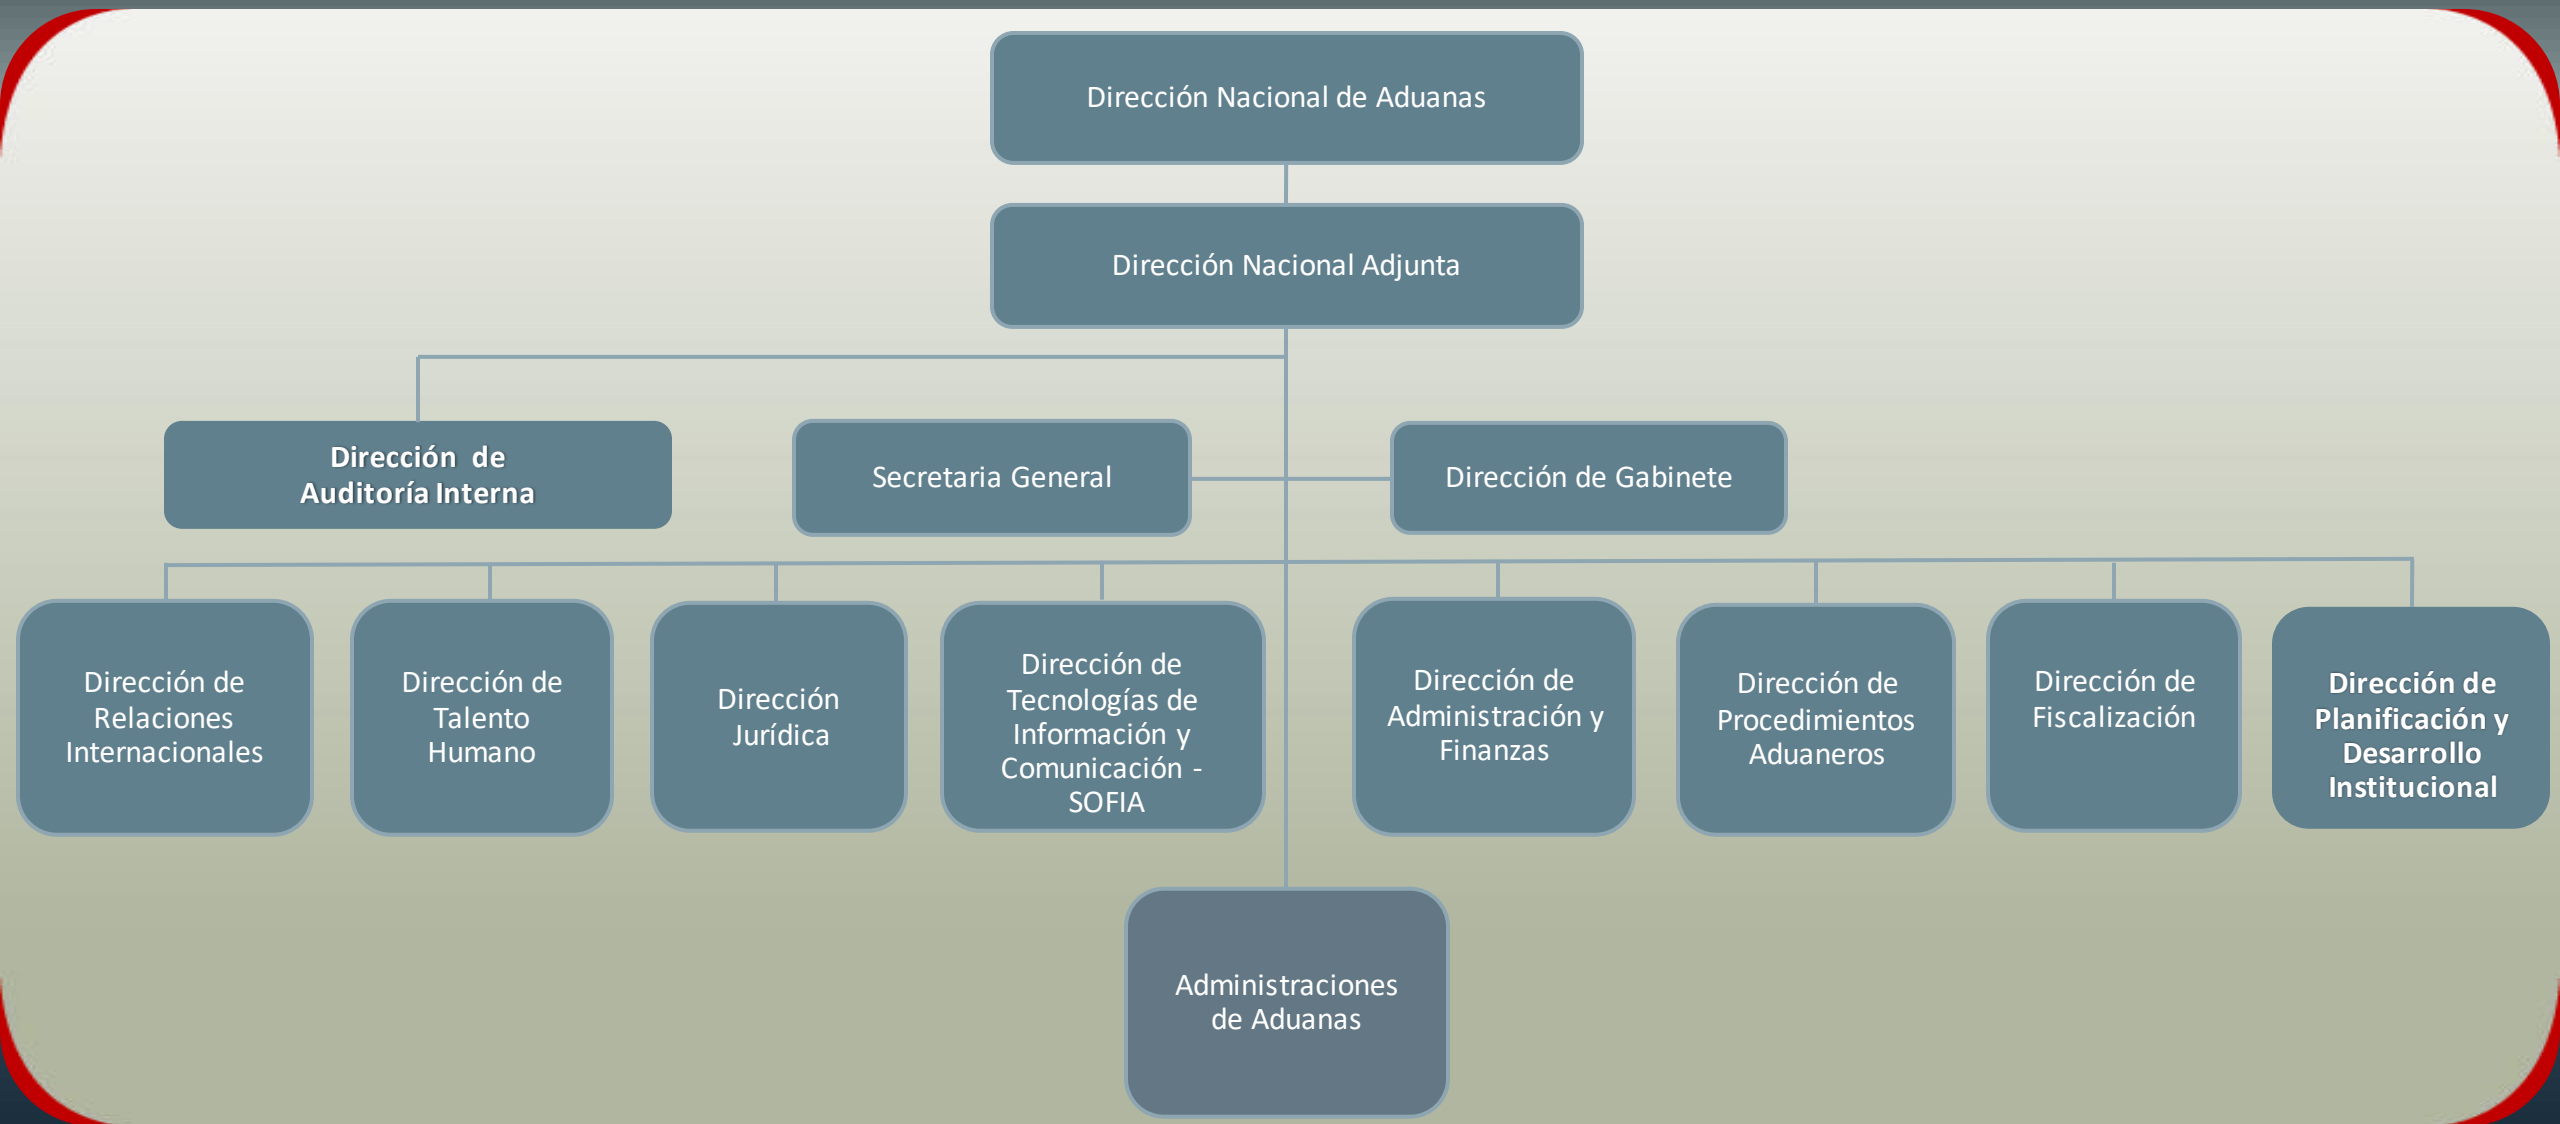 Dirección Nacional de Aduanas
Dirección Nacional Adjunta
Dirección de
Auditoría Interna
Secretaria General
Dirección de Gabinete
Dirección de
Relaciones
Internacionales
Dirección de
Talento
Humano
Dirección
Jurídica
Dirección de
Tecnologías de
Información y
Comunicación -
SOFIA
Dirección de
Administración y
Finanzas
Dirección de
Procedimientos
Aduaneros
Dirección de
Fiscalización
Dirección de
Planificación y
Desarrollo
Institucional
Administraciones
de Aduanas